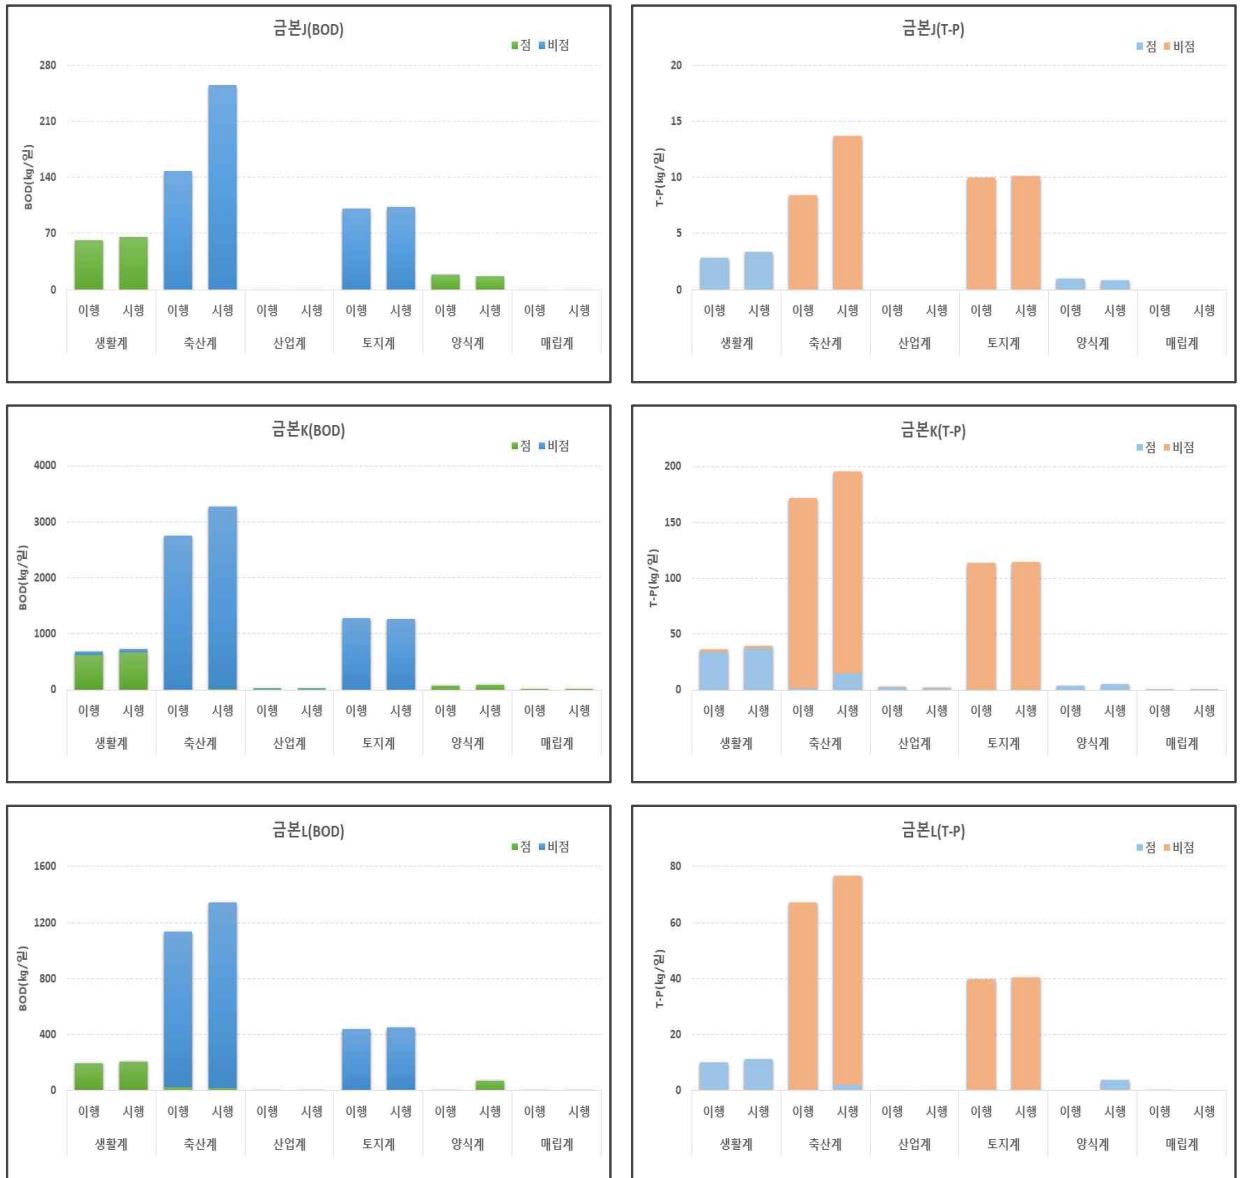 금본J(BOD)
점 비점
BOD(kg/일)
280
210
140
70
0
이행 시행 이행 시행 이행 시행 이행 시행 이행 시행 이행 시행
생활계 축산계 산업계 토지계 양식계 매립계
금본J(T-P)
점 비점
T-P(kg/일)
20
15
10
5
0
이행 시행 이행 시행 이행 시행 이행 시행 이행 시행 이행 시행
생활계 축산계 산업계 토지계 양식계 매립계
금본K(BOD)
점 비점
BOD(kg/일)
4000
3000
2000
1000
0
이행 시행 이행 시행 이행 시행 이행 시행 이행 시행 이행 시행
생활계 축산계 산업계 토지계 양식계 매립계
금본K(T-P)
점 비점
T-P(kg/일)
200
150
100
50
0
이행 시행 이행 시행 이행 시행 이행 시행 이행 시행 이행 시행
생활계 축산계 산업계 토지계 양식계 매립계
금본L(BOD)
점 비점
BOD(kg/일)
1600
1200
800
400
0
이행 시행 이행 시행 이행 시행 이행 시행 이행 시행 이행 시행
생활계 축산계 산업계 토지계 양식계 매립계
금본L(T-P)
점 비점
T-P(kg/일)
80
60
40
20
0
이행 시행 이행 시행 이행 시행 이행 시행 이행 시행 이행 시행
생활계 축산계 산업계 토지계 양식계 매립계